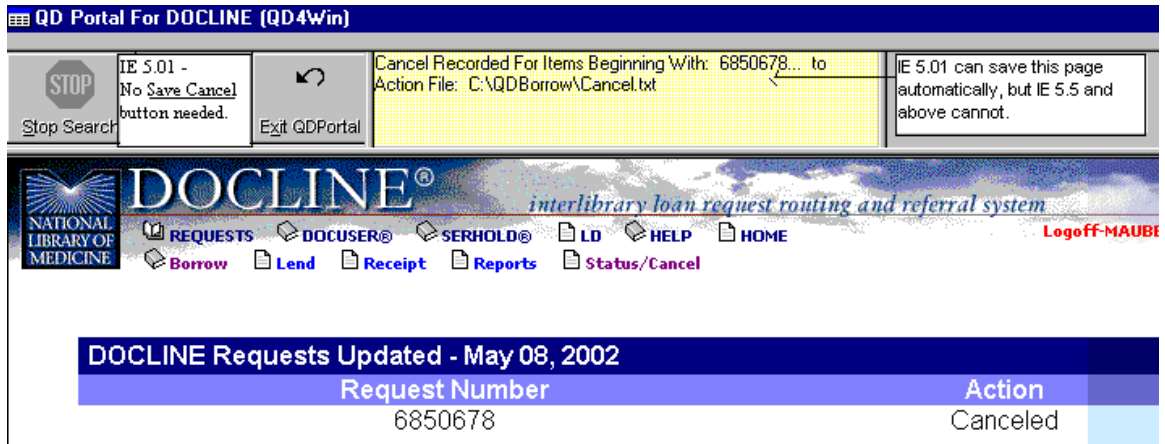 QD Portal For DOCLINE (QD4Win)
STOP
Stop Search
IE 5.01 -
No Save Cancel
button needed.
Exit QDPortal
Cancel Recorded For Items Beginning With: 6850678... to
Action File: C:\QDBorrow\Cancel.txt
IE 5.01 can save this page
automatically, but IE 5.5 and
above cannot.
NATIONAL
LIBRARY OF
MEDICINE
DOCLINE®
interlibrary loan request routing and referral system
REQUESTS DOCUSER® SERHOLD® LD HELP HOME Logoff-MAUBE
Borrow Lend Receipt Reports Status/Cancel
DOCLINE Requests Updated - May 08, 2002
Request Number Action
6850678 Canceled